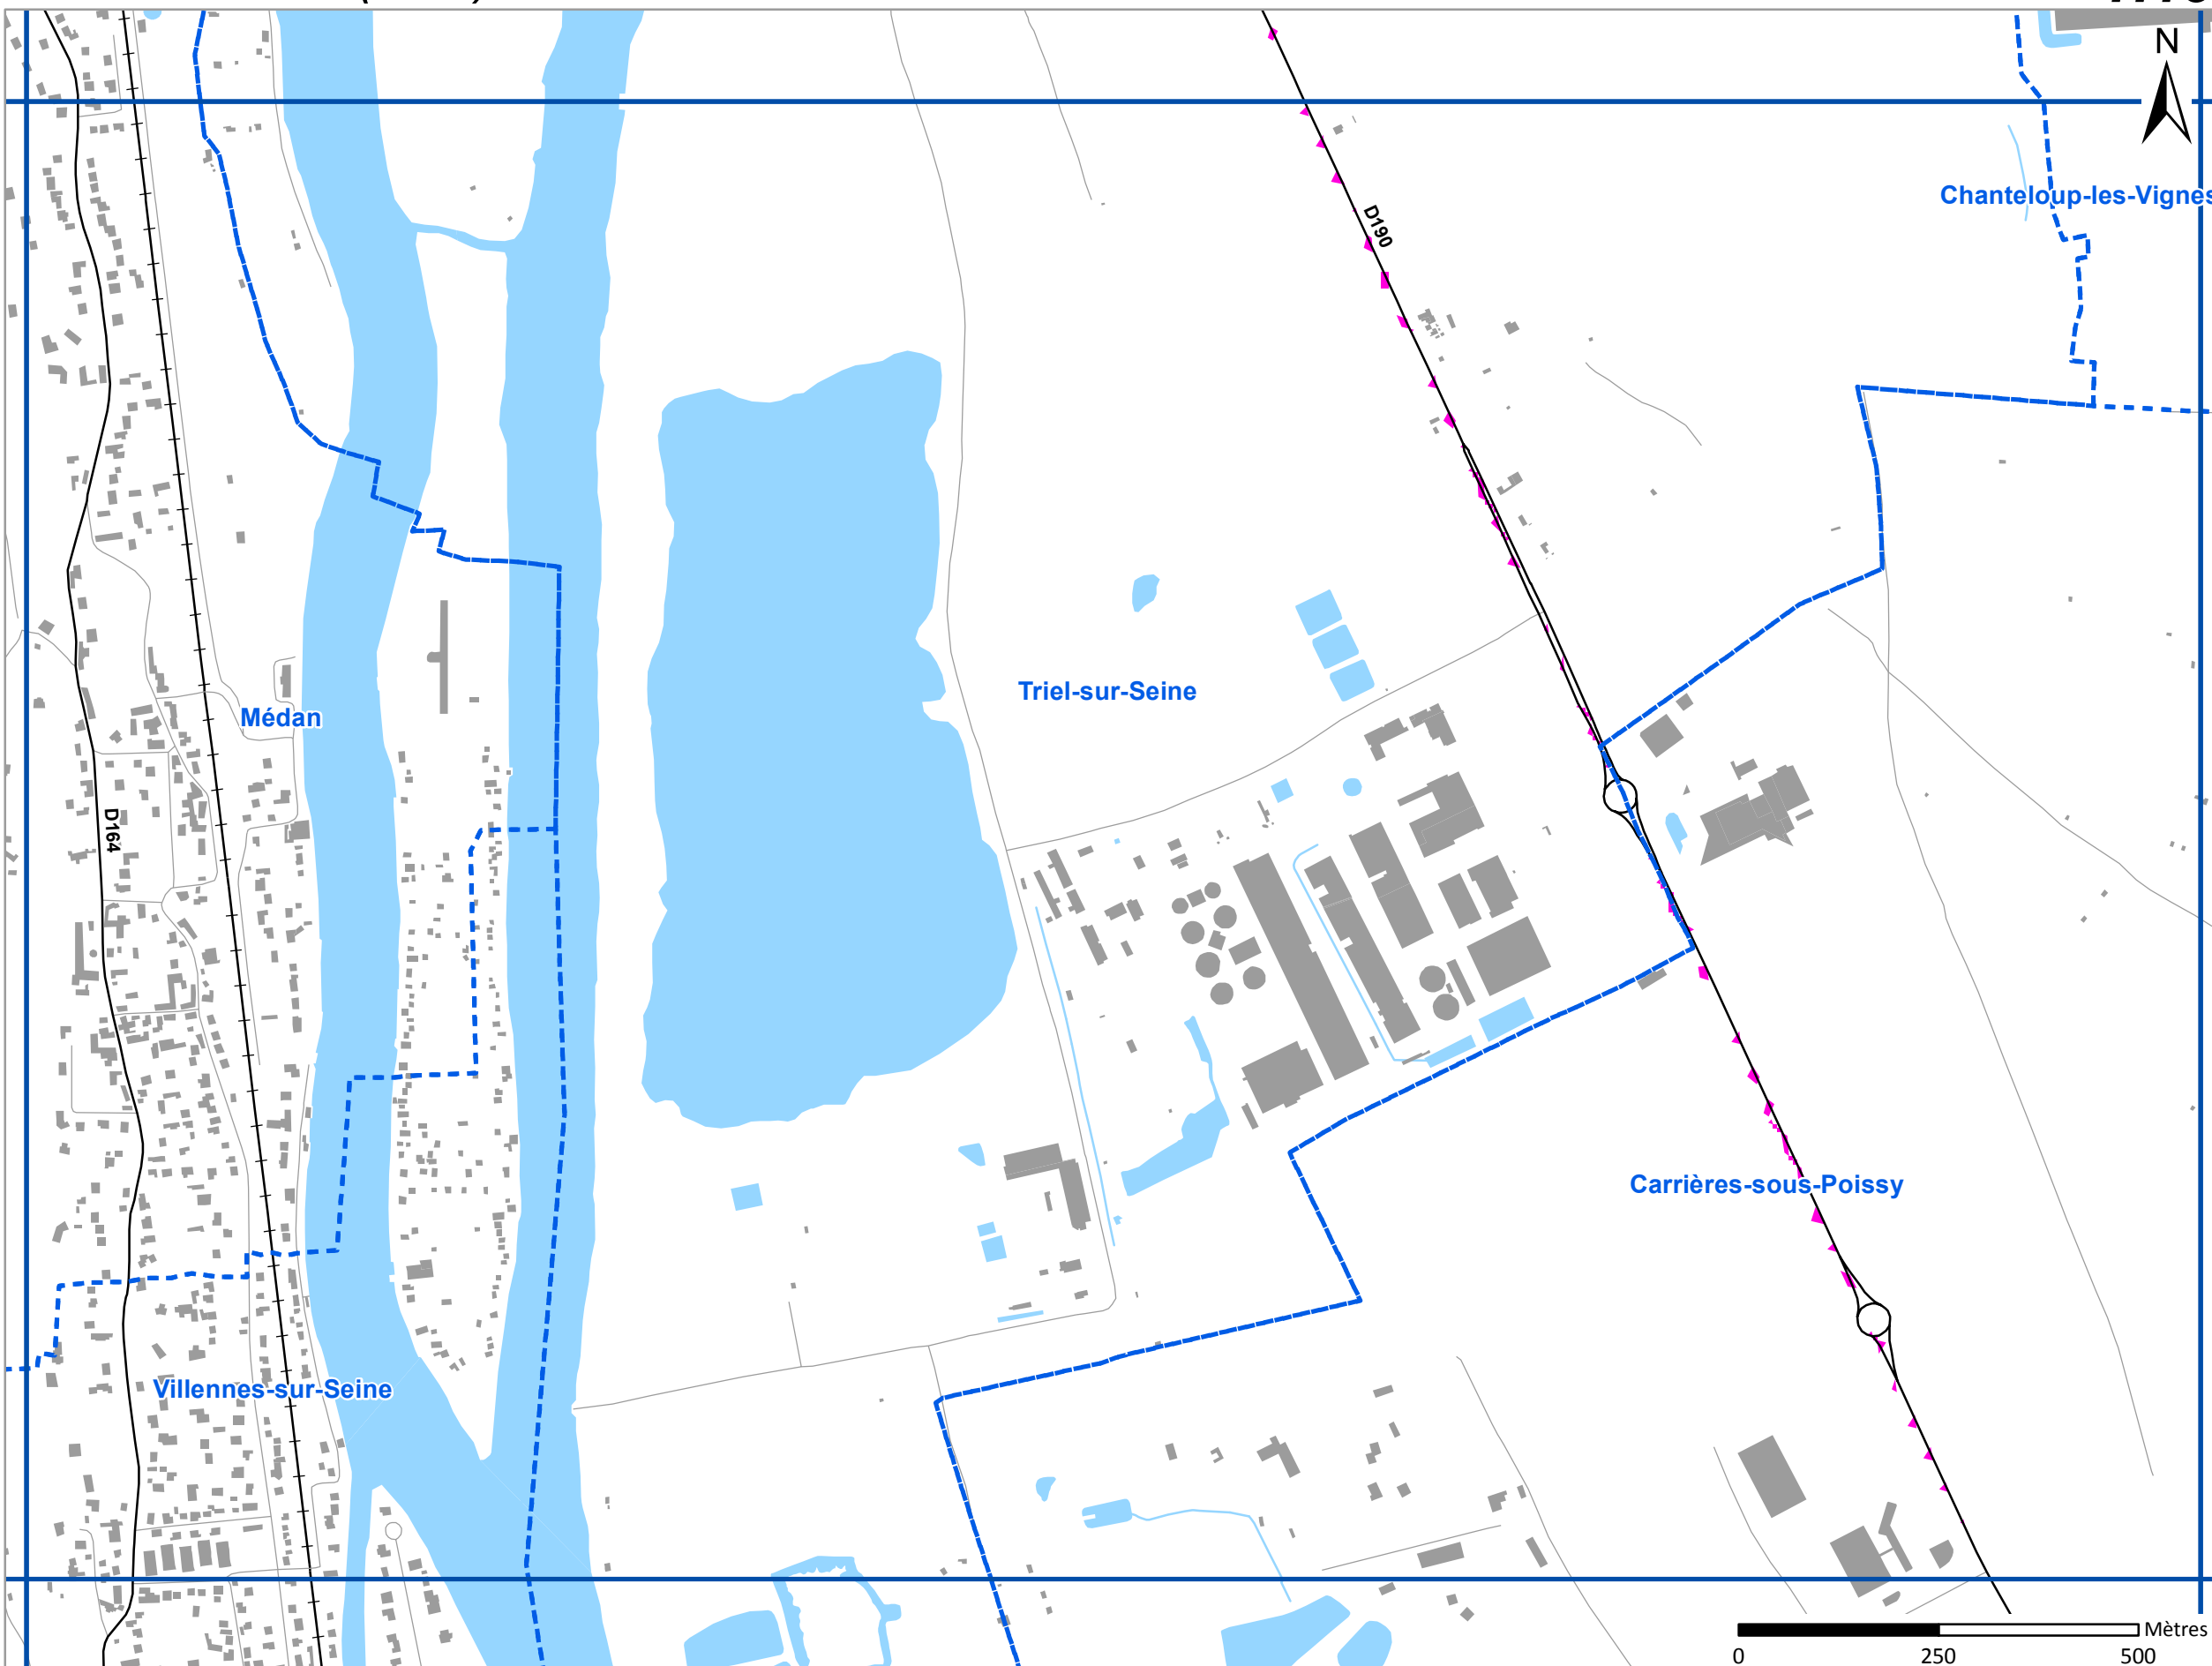 N
Chanteloup-les-Vignes
D190
Triel-sur-Seine
Médan
D164
Carrières-sous-Poissy
Villennes-sur-Seine
Mètres
0 250 500